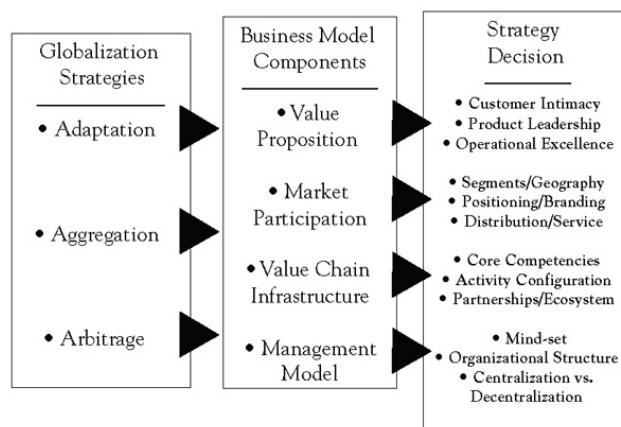 Globalization
Strategies
• Adaptation
• Aggregation
• Arbitrage
Business Model
Components
• Value
Proposition
• Market
Participation
• Value Chain
Infrastructure
• Management
Model
Strategy
Decision
• Customer Intimacy
• Product Leadership
• Operational Excellence
• Segments/Geography
• Positioning/Branding
• Distribution/Service
• Core Competencies
• Activity Configuration
• Partnerships/Ecosystem
• Mind-set
• Organizational Structure
• Centralization vs.
Decentralization